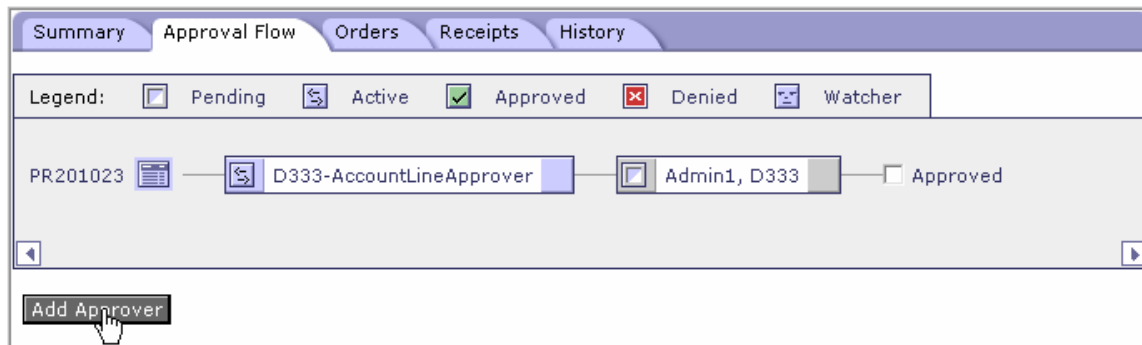 Summary Approval Flow Orders Receipts History
Legend: Pending Active Approved Denied Watcher
PR201023 D333-AccountLineApprover Admin1, D333 Approved
Add Approver